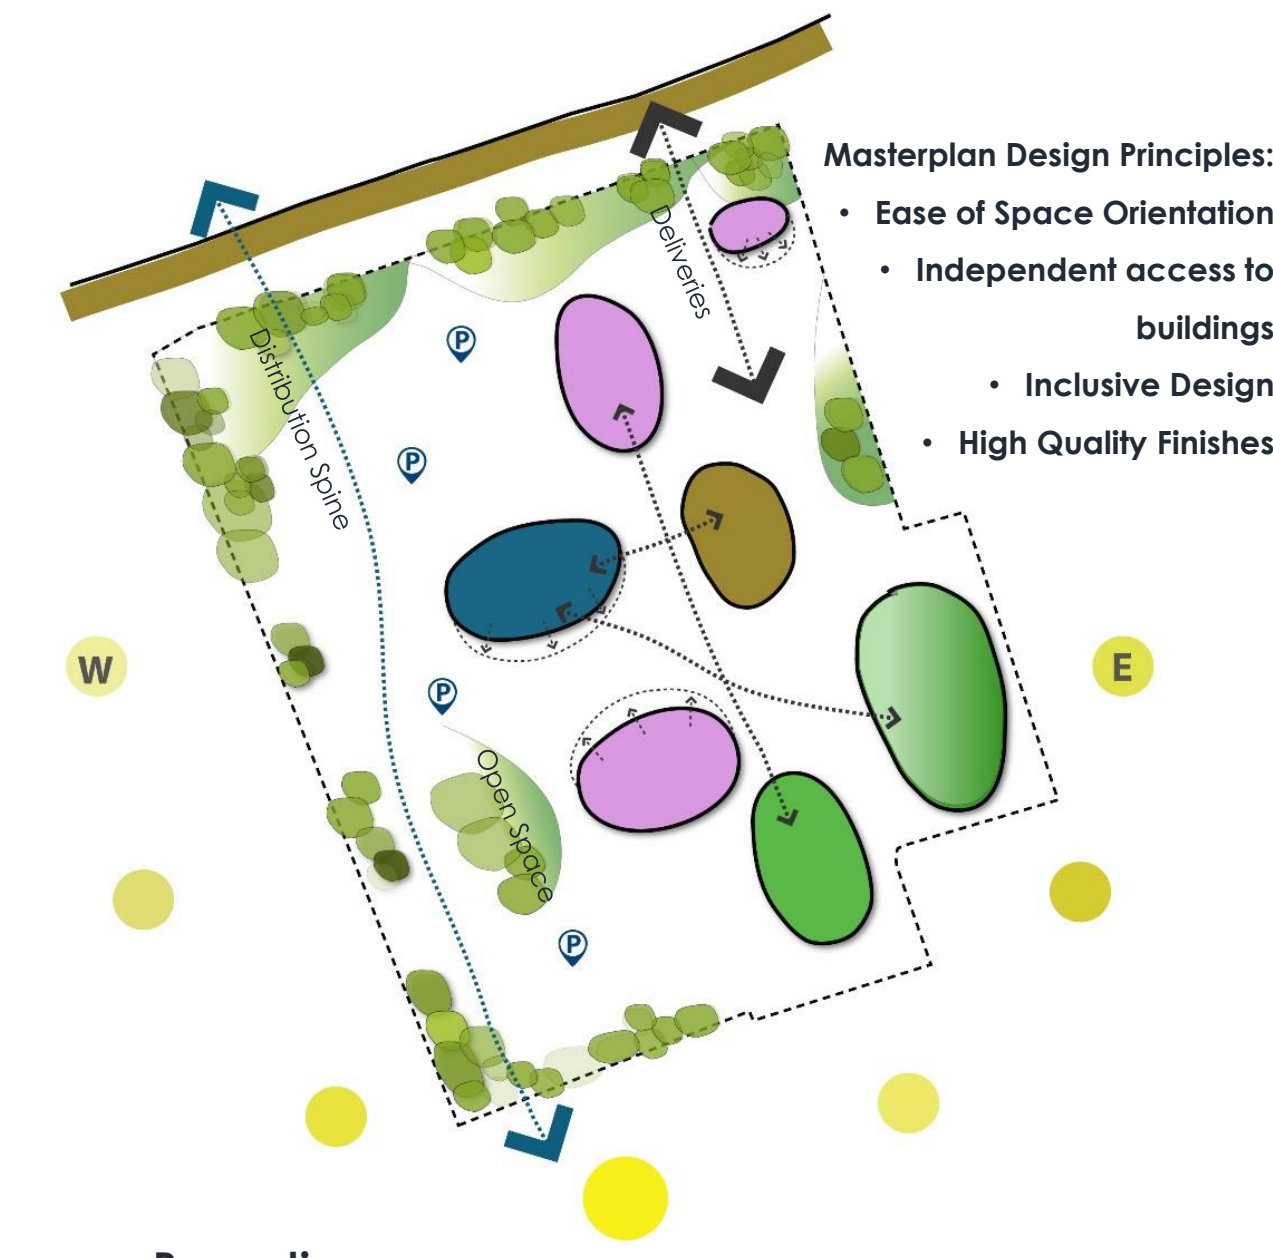 Masterplan Design Principles:
• Ease of Space Orientation
• Independent access to
buildings
• Inclusive Design
• High Quality Finishes
Deliveries
Distribution Spine
P
P
W
E
P
Open Space
P